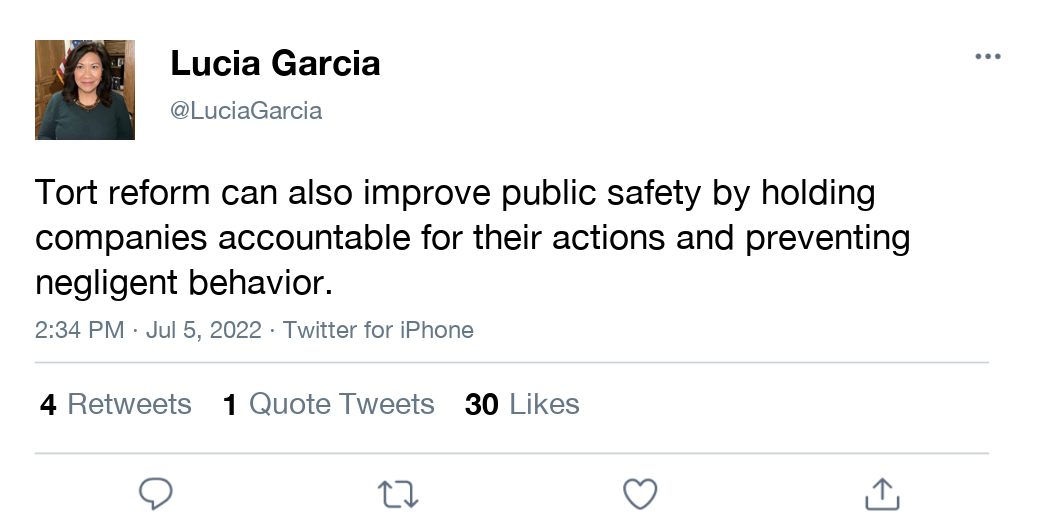 Lucia Garcia
@LuciaGarcia
Tort reform can also improve public safety by holding
companies accountable for their actions and preventing
negligent behavior.
2:34 PM · Jul 5, 2022 · Twitter for iPhone
4 Retweets 1 Quote Tweets 30 Likes